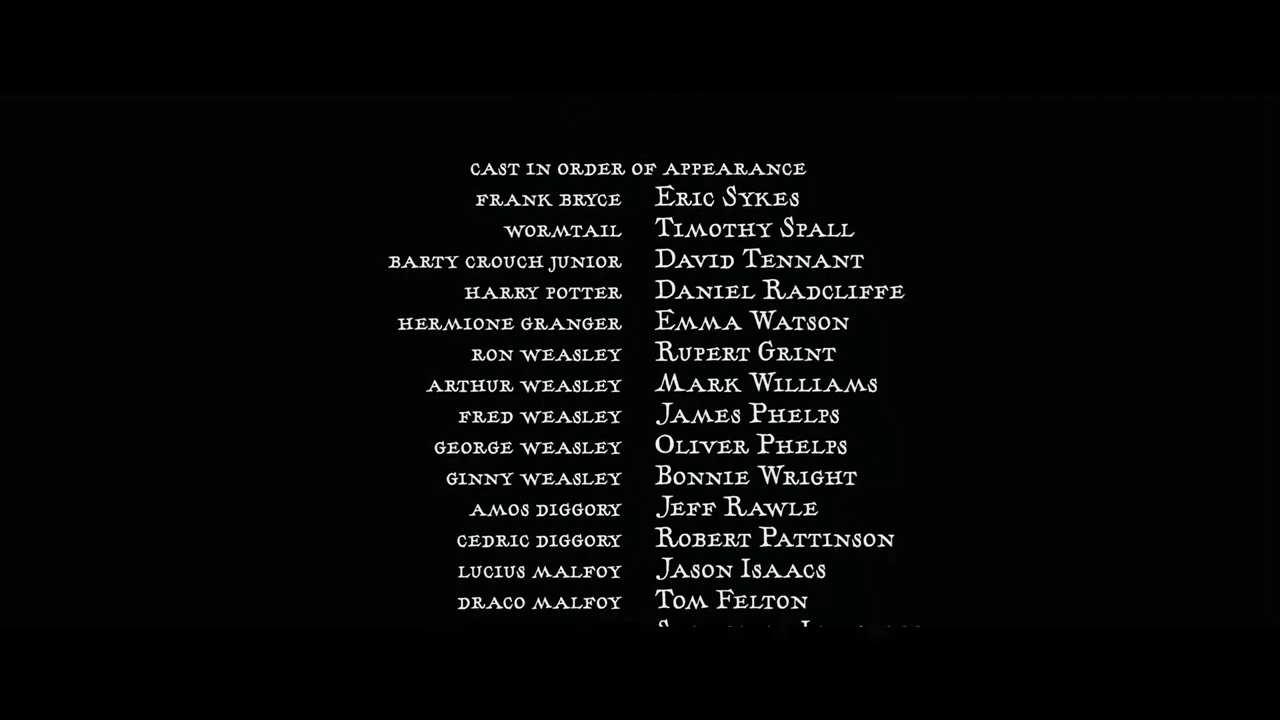 CAST IN ORDER OF APPEARANCE
FRANK BRYCE ERIC SYKES
WORMTAIL TIMOTHY SPALL
BARTY CROUCH JUNIOR DAVID TENNANT
HARRY POTTER DANIEL RADCLIFFE
HERMIONE GRANGER EMMA WATSON
RON WEASLEY RUPERT GRINT
ARTHUR WEASLEY MARK WILLIAMS
FRED WEASLEY JAMES PHELPS
GEORGE WEASLEY OLIVER PHELPS
GINNY WEASLEY BONNIE WRIGHT
AMOS DIGGORY JEFF RAWLE
CEDRIC DIGGORY ROBERT PATTINSON
LUCIUS MALFOY JASON ISAACS
DRACO MALFOY TOM FELTON